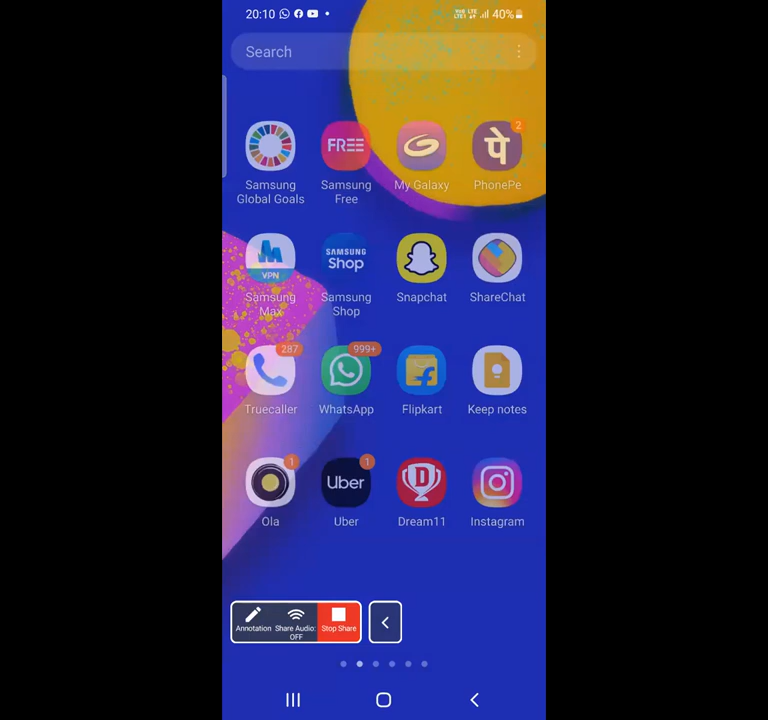 20:10
40%
Search
FREE
पे
2
Samsung
Global Goals
Samsung
Free
My Galaxy
PhonePe
VPN
SAMSUNG
Shop
Samsung
Max
Samsung
Shop
Snapchat
ShareChat
287
999+
Truecaller
WhatsApp
Flipkart
Keep notes
1
1
Uber
D
Ola
Uber
Dream11
Instagram
Annotation
Share Audio:
OFF
Stop Share